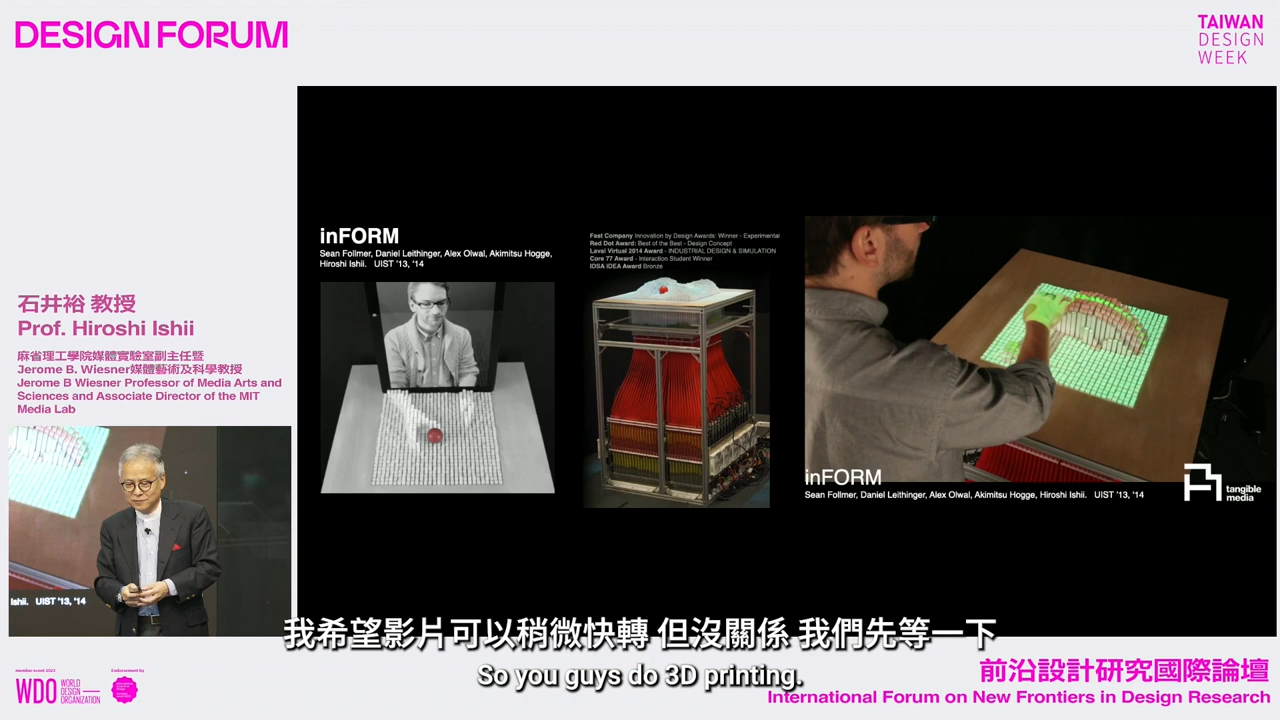 DESIGN FORUM
TAIWAN
DESIGN
WEEK
inFORM
Sean Follmer, Daniel Leithinger, Alex Olwal, Akimitsu Hogge,
Hiroshi Ishii. UIST '13, '14
Fast Company Innovation by Design Awards: Winner - Experimental
Red Dot Award: Best of the Best - Design Concept
Laval Virtual 2014 Award - INDUSTRIAL DESIGN & SIMULATION
Core 77 Award - Interaction Student Winner
IDSA IDEA Award Bronze
inFORM
Sean Follmer, Daniel Leithinger, Alex Olwal, Akimitsu Hogge, Hiroshi Ishii. UIST '13, '14
tangible
media
石井裕 教授
Prof. Hiroshi Ishii
麻省理工學院媒體實驗室副主任暨
Jerome B. Wiesner媒體藝術及科學教授
Jerome B Wiesner Professor of Media Arts and
Sciences and Associate Director of the MIT
Media Lab
Ishii. UIST '13, '14
我希望影片可以稍微快轉 但沒關係 我們先等一下
So you guys do 3D printing.
member event 2023
WDO WORLD
DESIGN
ORGANIZATION
Endorsement by
前沿設計研究國際論壇
International Forum on New Frontiers in Design Research